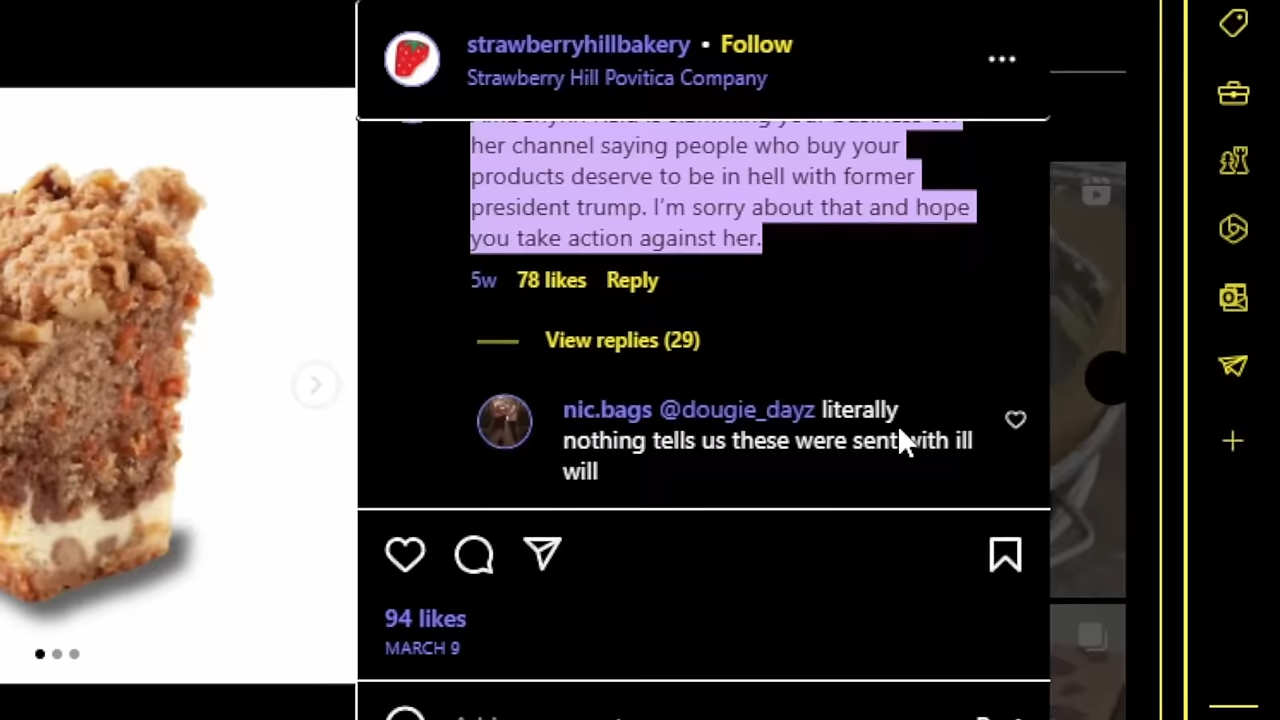 strawberryhillbakery • Follow
Strawberry Hill Povitica Company
her channel saying people who buy your
products deserve to be in hell with former
president trump. I'm sorry about that and hope
you take action against her.
5w 78 likes Reply
View replies (29)
nic.bags @dougie_dayz literally
nothing tells us these were sent with ill
will
94 likes
MARCH 9